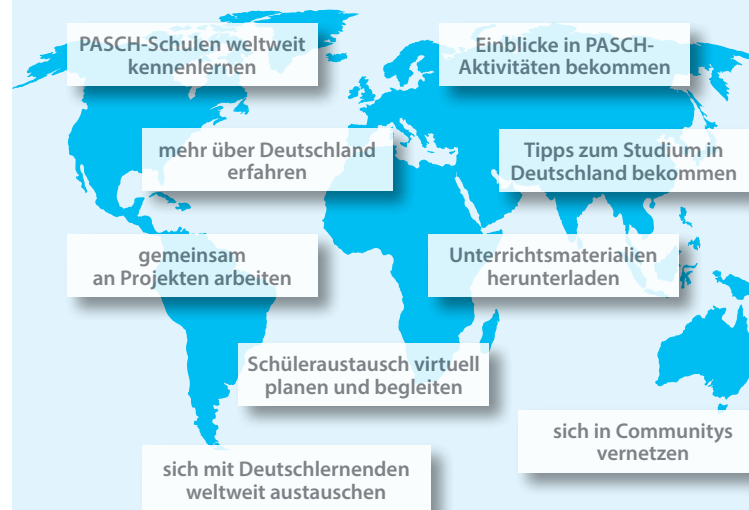 PASCH-Schulen weltweit
kennenlernen
Einblicke in PASCH-
Aktivitäten bekommen
mehr über Deutschland
erfahren
Tipps zum Studium in
Deutschland bekommen
gemeinsam
an Projekten arbeiten
Unterrichtsmaterialien
herunterladen
Schüleraustausch virtuell
planen und begleiten
sich in Communitys
vernetzen
sich mit Deutschlernenden
weltweit austauschen